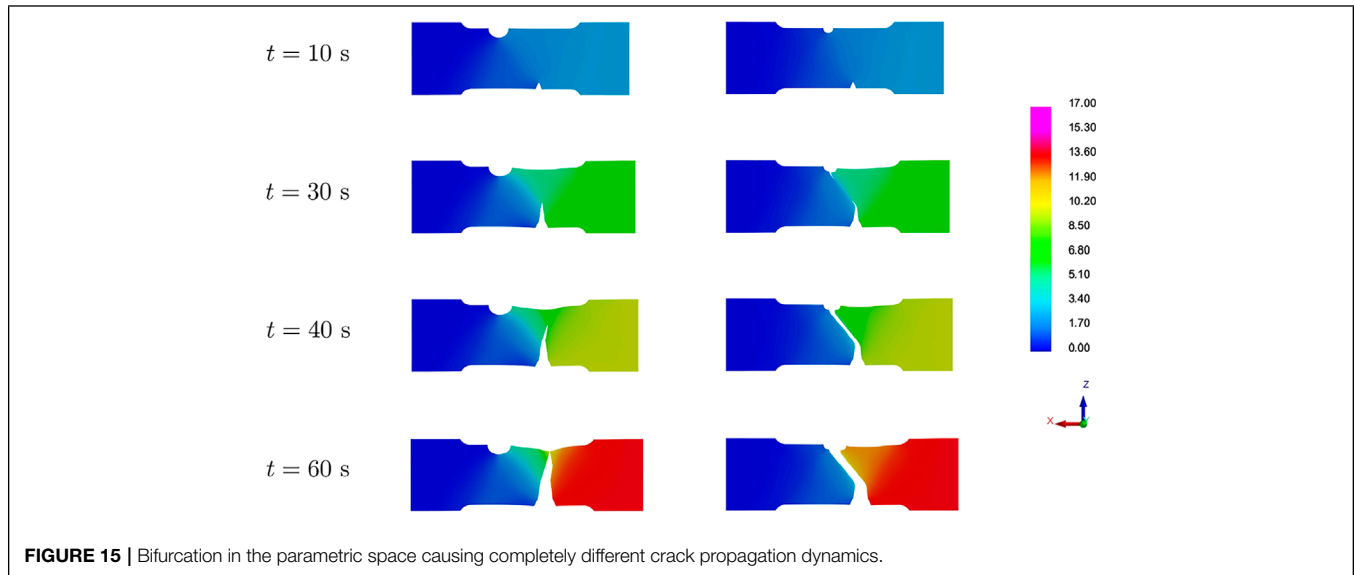 t = 10 s
17.00
15.30
13.60
11.90
10.20
8.50
6.80
5.10
3.40
1.70
0.00
t = 30 s
t = 40 s
Z
X
Y
t = 60 s
FIGURE 15 | Bifurcation in the parametric space causing completely different crack propagation dynamics.